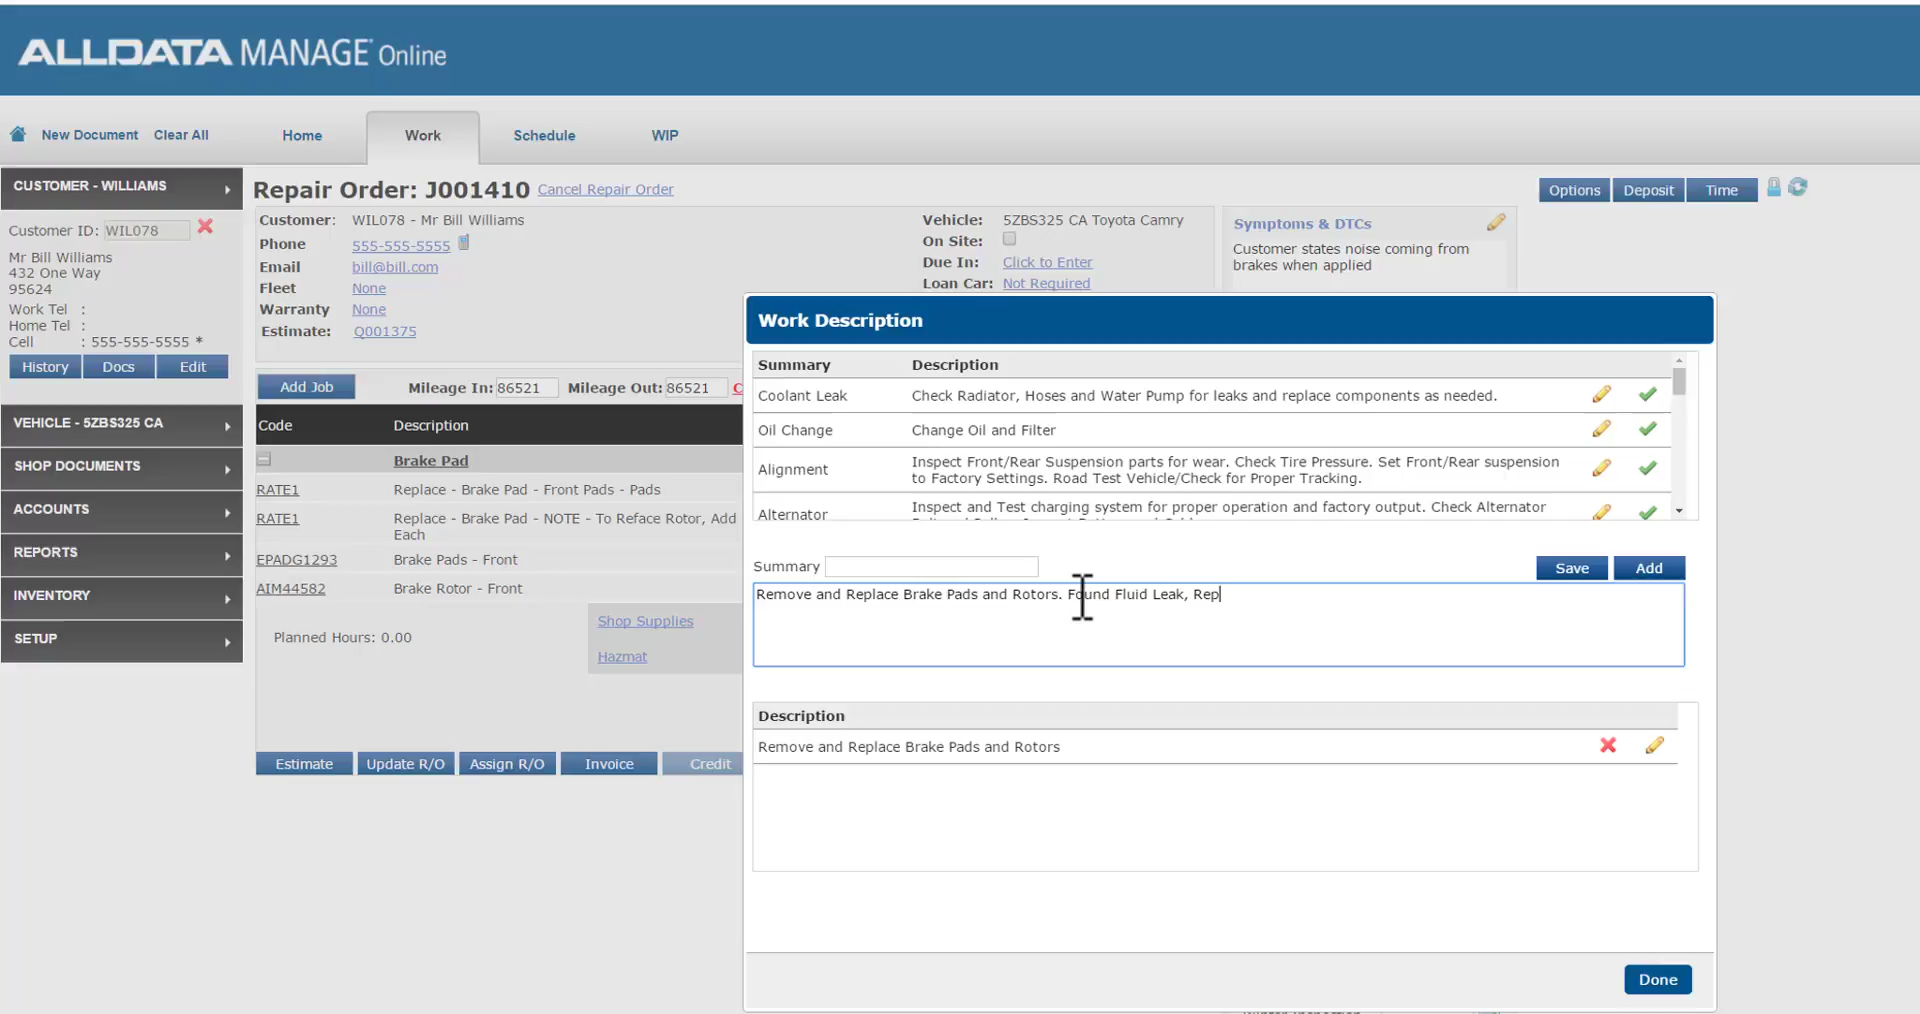 ALLDATA MANAGE Online
New Document Clear All Home Work Schedule WIP
CUSTOMER - WILLIAMS
Customer ID: WIL078
Mr Bill Williams
432 One Way
95624
Work Tel :
Home Tel :
Cell : 555-555-5555 *
History Docs Edit
VEHICLE - 5ZBS325 CA
SHOP DOCUMENTS
ACCOUNTS
REPORTS
INVENTORY
SETUP
Repair Order: J001410 Cancel Repair Order
Options Deposit Time
Customer: WIL078 - Mr Bill Williams
Phone 555-555-5555
Email bill@bill.com
Fleet None
Warranty None
Estimate: Q001375
Vehicle: 5ZBS325 CA Toyota Camry
On Site:
Due In: Click to Enter
Loan Car: Not Required
Symptoms & DTCs
Customer states noise coming from
brakes when applied
Add Job Mileage In: 86521 Mileage Out: 86521 C
Code Description
Brake Pad
RATE1 Replace - Brake Pad - Front Pads - Pads
RATE1 Replace - Brake Pad - NOTE - To Reface Rotor, Add
Each
EPADG1293 Brake Pads - Front
AIM44582 Brake Rotor - Front
Planned Hours: 0.00
Shop Supplies
Hazmat
Estimate Update R/O Assign R/O Invoice Credit
Work Description
Summary Description
Coolant Leak Check Radiator, Hoses and Water Pump for leaks and replace components as needed.
Oil Change Change Oil and Filter
Alignment Inspect Front/Rear Suspension parts for wear. Check Tire Pressure. Set Front/Rear suspension
to Factory Settings. Road Test Vehicle/Check for Proper Tracking.
Alternator Inspect and Test charging system for proper operation and factory output. Check Alternator
Summary
Save Add
Remove and Replace Brake Pads and Rotors. Found Fluid Leak, Rep
Description
Remove and Replace Brake Pads and Rotors
Done